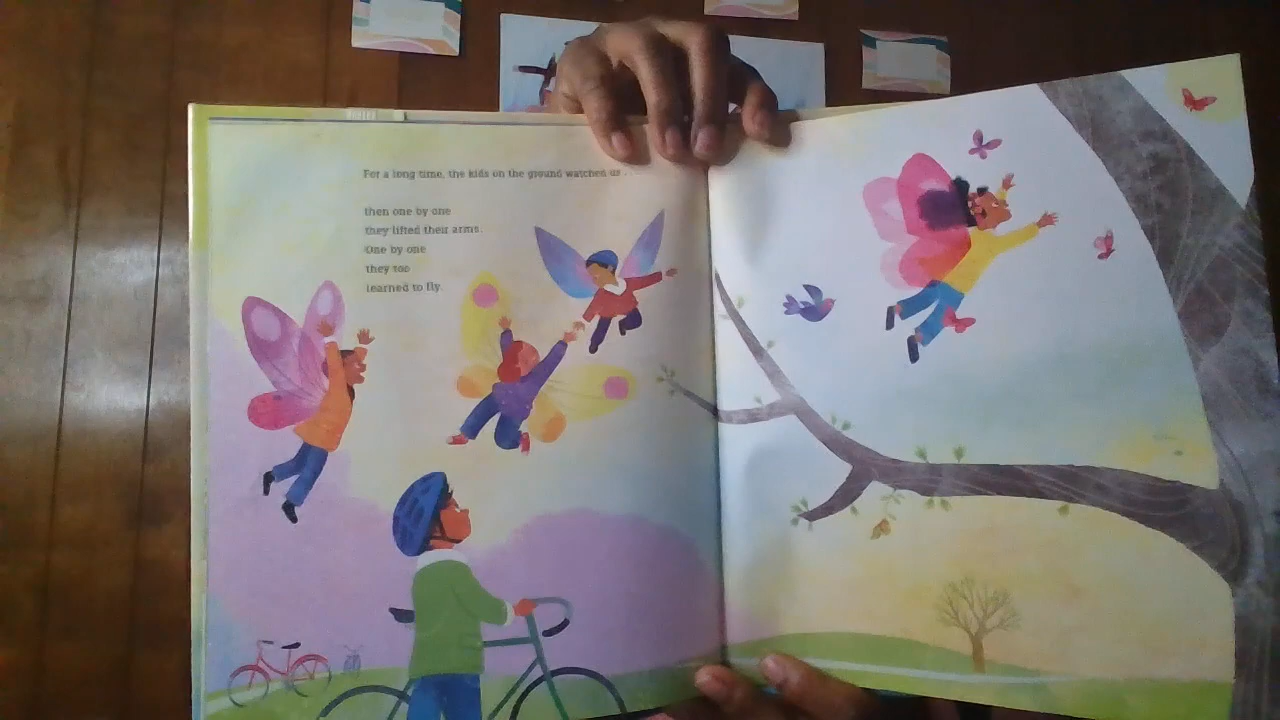 For a long time, the kids on the ground watched us . . .
then one by one
they lifted their arms.
One by one
they too
learned to fly.